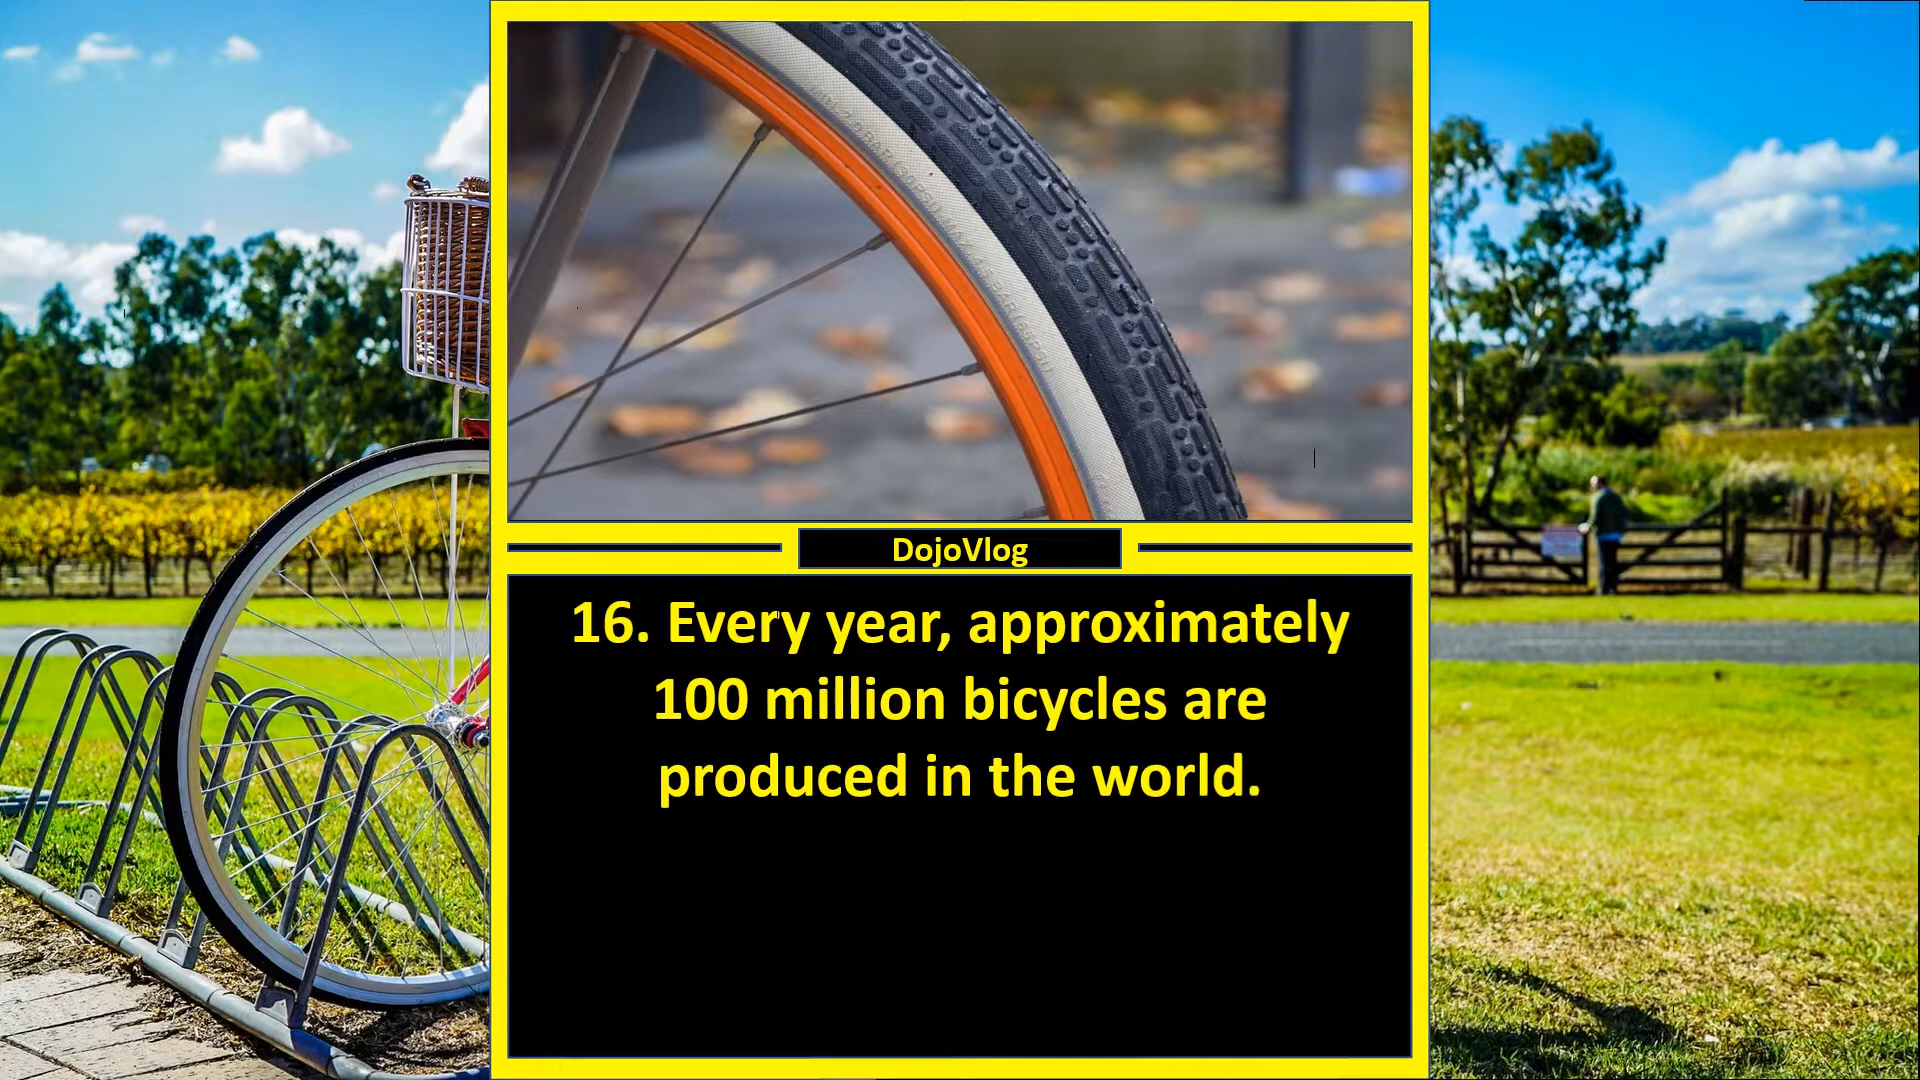 DojoVlog
16. Every year, approximately
100 million bicycles are
produced in the world.